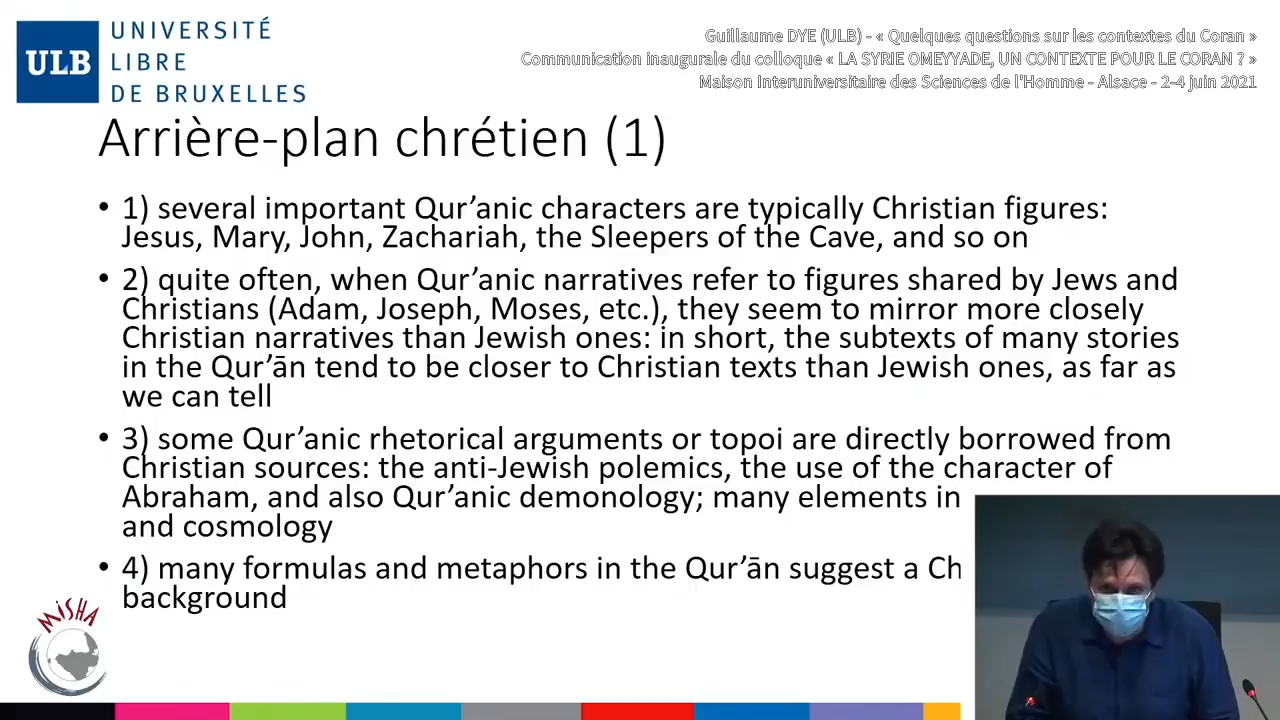 ULB
UNIVERSITÉ
LIBRE
DE BRUXELLES
Guillaume DYE (ULB) - « Quelques questions sur les contextes du Coran »
Communication inaugurale du colloque « LA SYRIE OMEYYADE, UN CONTEXTE POUR LE CORAN ? »
Maison Interuniversitaire des Sciences de l'Homme - Alsace - 2-4 juin 2021
Arrière-plan chrétien (1)
• 1) several important Qur’anic characters are typically Christian figures:
Jesus, Mary, John, Zachariah, the Sleepers of the Cave, and so on
• 2) quite often, when Qur’anic narratives refer to figures shared by Jews and
Christians (Adam, Joseph, Moses, etc.), they seem to mirror more closely
Christian narratives than Jewish ones: in short, the subtexts of many stories
in the Qur’ān tend to be closer to Christian texts than Jewish ones, as far as
we can tell
• 3) some Qur’anic rhetorical arguments or topoi are directly borrowed from
Christian sources: the anti-Jewish polemics, the use of the character of
Abraham, and also Qur’anic demonology; many elements in
and cosmology
• 4) many formulas and metaphors in the Qur’ān suggest a Ch
background
MISHA